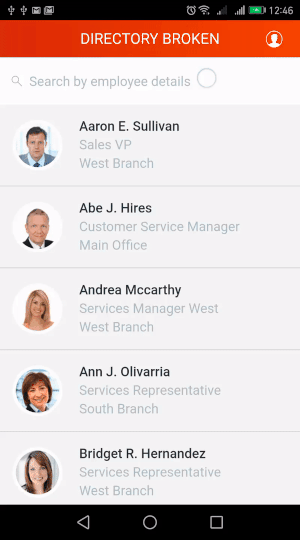 12:46
DIRECTORY BROKEN
Search by employee details
Aaron E. Sullivan
Sales VP
West Branch
Abe J. Hires
Customer Service Manager
Main Office
Andrea Mccarthy
Services Manager West
West Branch
Ann J. Olivarria
Services Representative
South Branch
Bridget R. Hernandez
Services Representative
West Branch